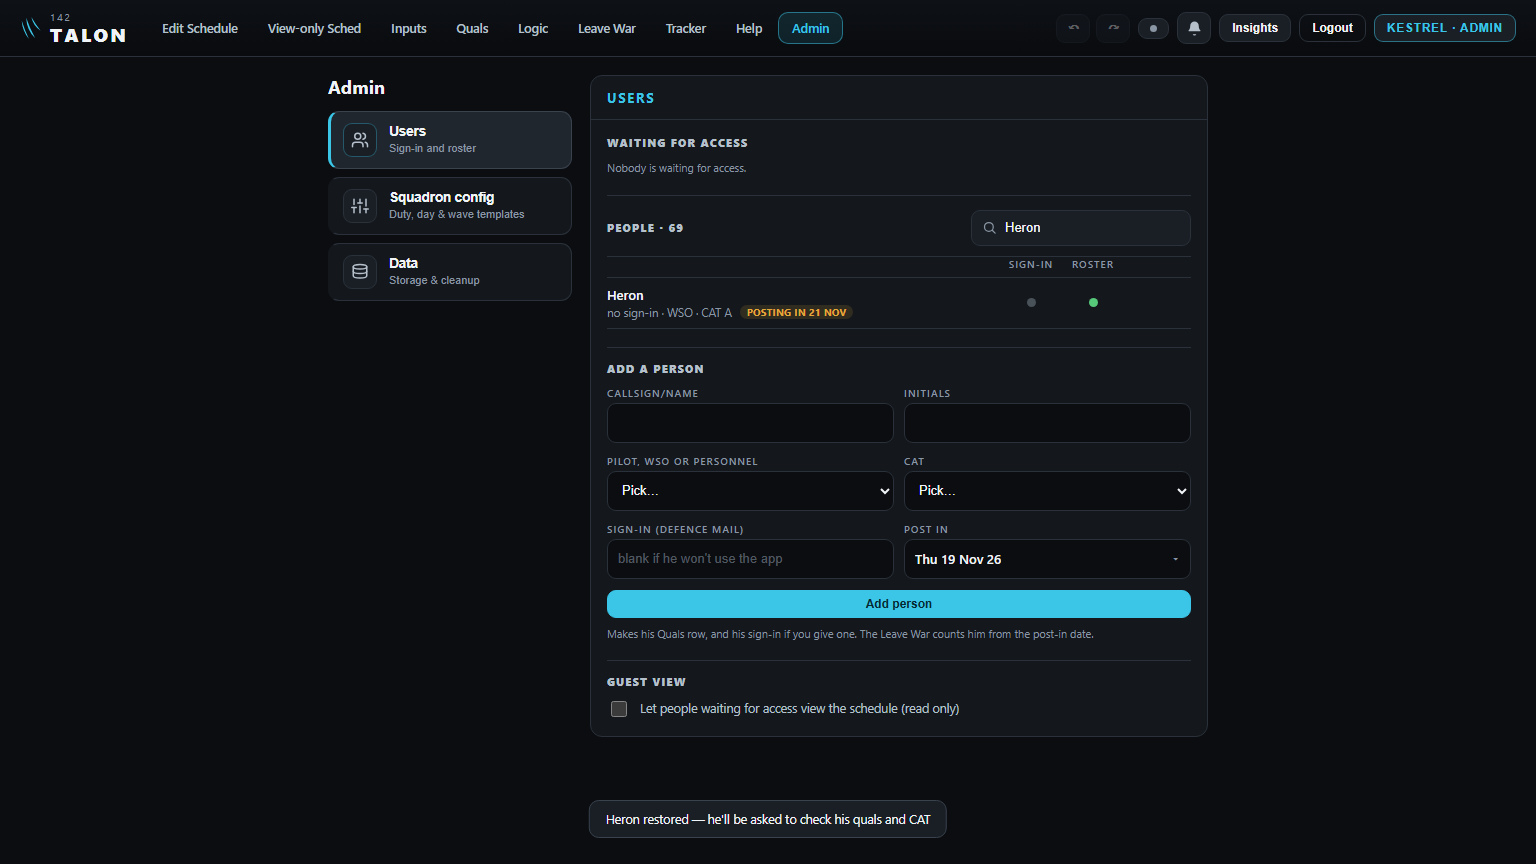 142
TALON
Edit Schedule
View-only Sched
Inputs
Quals
Logic
Leave War
Tracker
Help
Admin
Insights
Logout
KESTREL · ADMIN
Admin
Users
Sign-in and roster
Squadron config
Duty, day & wave templates
Data
Storage & cleanup
USERS
WAITING FOR ACCESS
Nobody is waiting for access.
PEOPLE · 69
Heron
SIGN-IN ROSTER
Heron
no sign-in · WSO · CAT A POSTING IN 21 NOV
ADD A PERSON
CALLSIGN/NAME
INITIALS
PILOT, WSO OR PERSONNEL
CAT
Pick...
Pick...
SIGN-IN (DEFENCE MAIL)
POST IN
blank if he won't use the app
Thu 19 Nov 26
Add person
Makes his Quals row, and his sign-in if you give one. The Leave War counts him from the post-in date.
GUEST VIEW
Let people waiting for access view the schedule (read only)
Heron restored — he'll be asked to check his quals and CAT